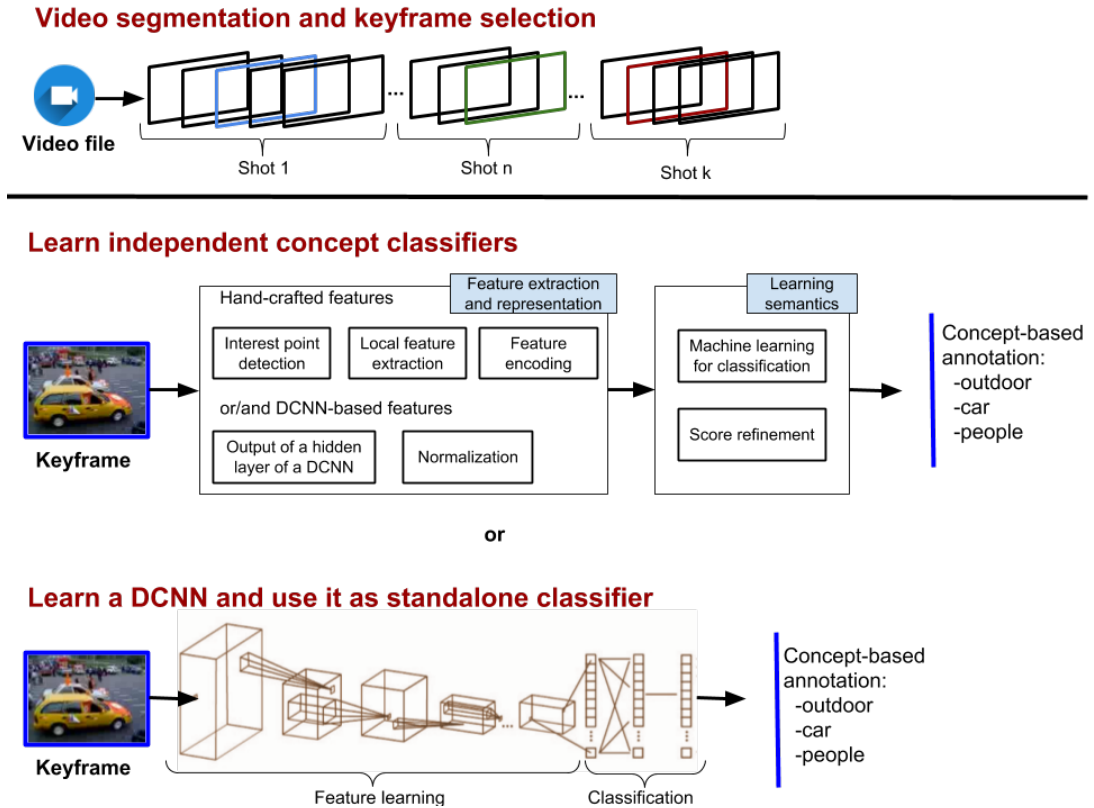 Video segmentation and keyframe selection
Video file
...
...
Shot 1
Shot n
Shot k
Learn independent concept classifiers
Keyframe
Hand-crafted features
Feature extraction
and representation
Interest point
detection
Local feature
extraction
Feature
encoding
or/and DCNN-based features
Output of a hidden
layer of a DCNN
Normalization
Learning
semantics
Machine learning
for classification
Score refinement
Concept-based
annotation:
-outdoor
-car
-people
or
Learn a DCNN and use it as standalone classifier
Keyframe
...
Feature learning
Classification
Concept-based
annotation:
-outdoor
-car
-people